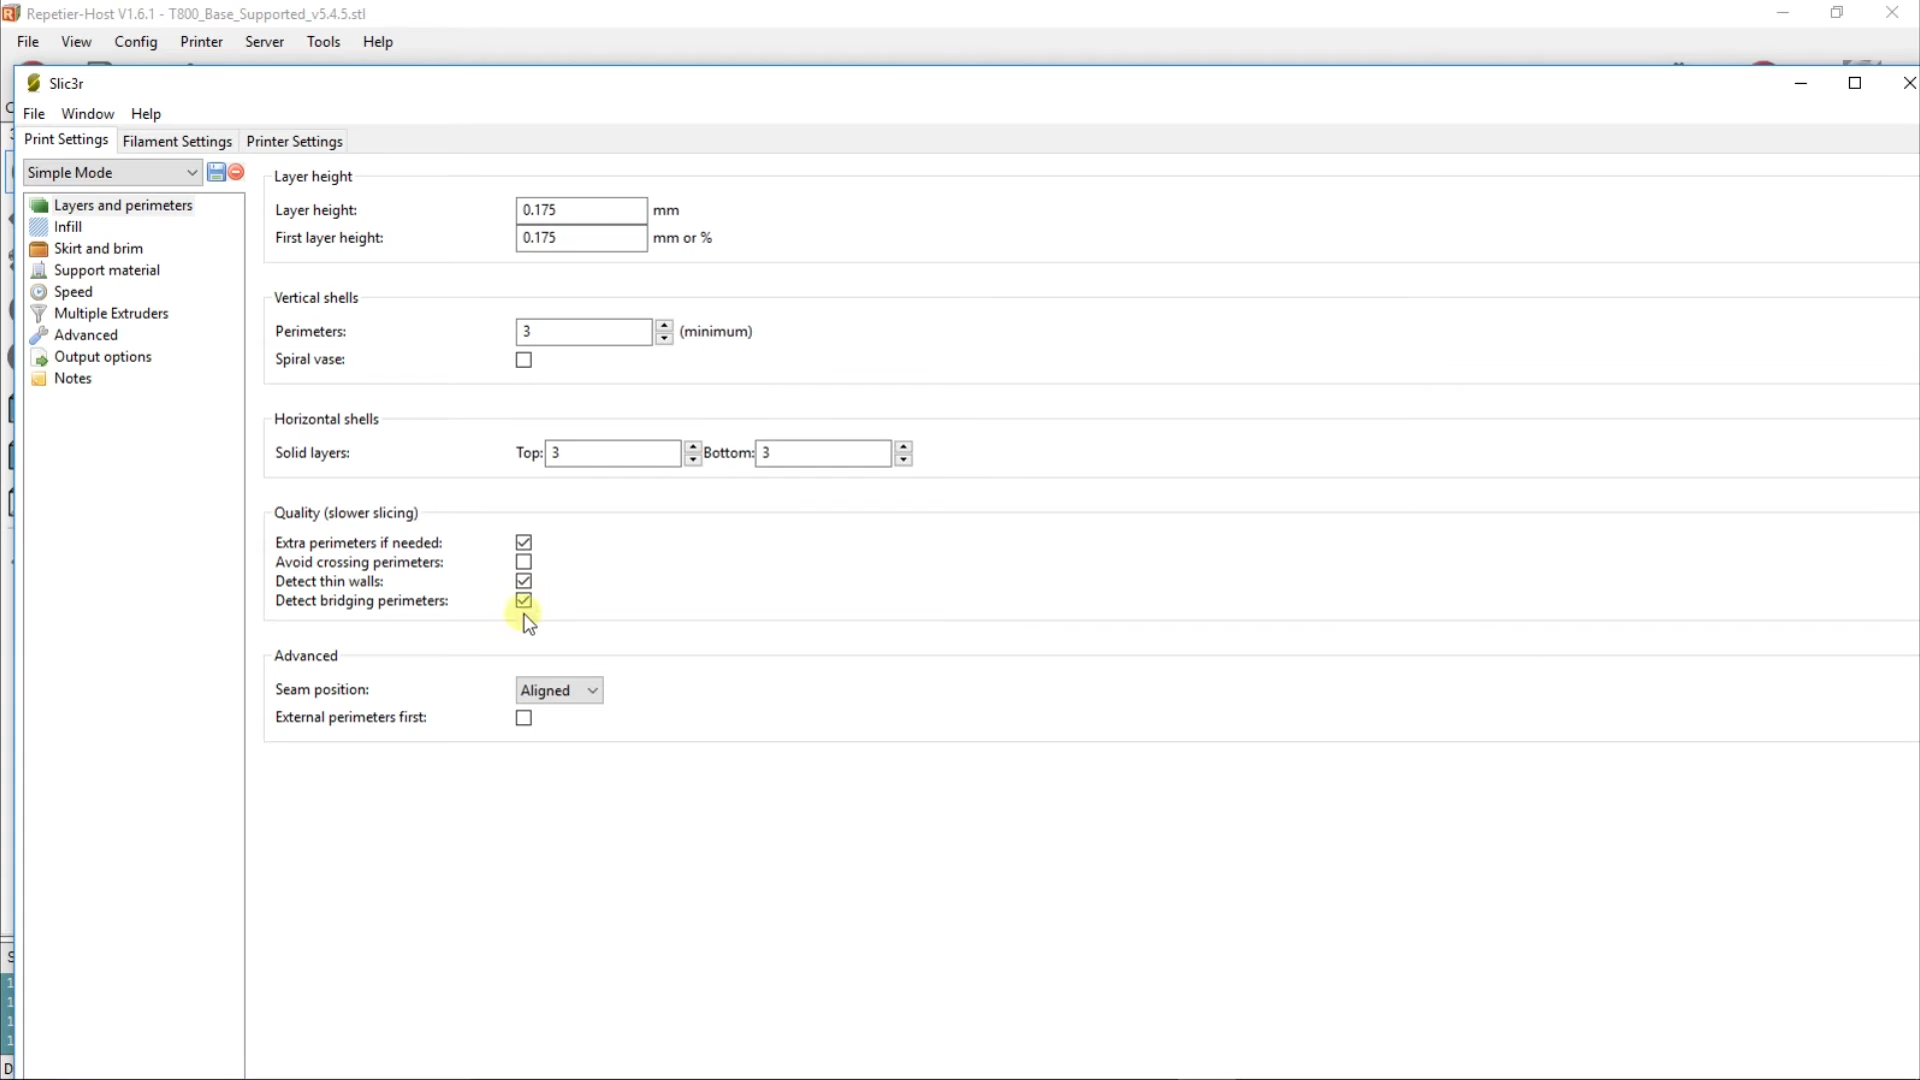 Repetier-Host V1.6.1 - T800_Base_Supported_v5.4.5.stl
File View Config Printer Server Tools Help
Slic3r
File Window Help
Print Settings Filament Settings Printer Settings
Simple Mode
Layers and perimeters
Infill
Skirt and brim
Support material
Speed
Multiple Extruders
Advanced
Output options
Notes
Layer height
Layer height: 0.175 mm
First layer height: 0.175 mm or %
Vertical shells
Perimeters: 3 (minimum)
Spiral vase:
Horizontal shells
Solid layers: Top: 3 Bottom: 3
Quality (slower slicing)
Extra perimeters if needed:
Avoid crossing perimeters:
Detect thin walls:
Detect bridging perimeters:
Advanced
Seam position: Aligned
External perimeters first: